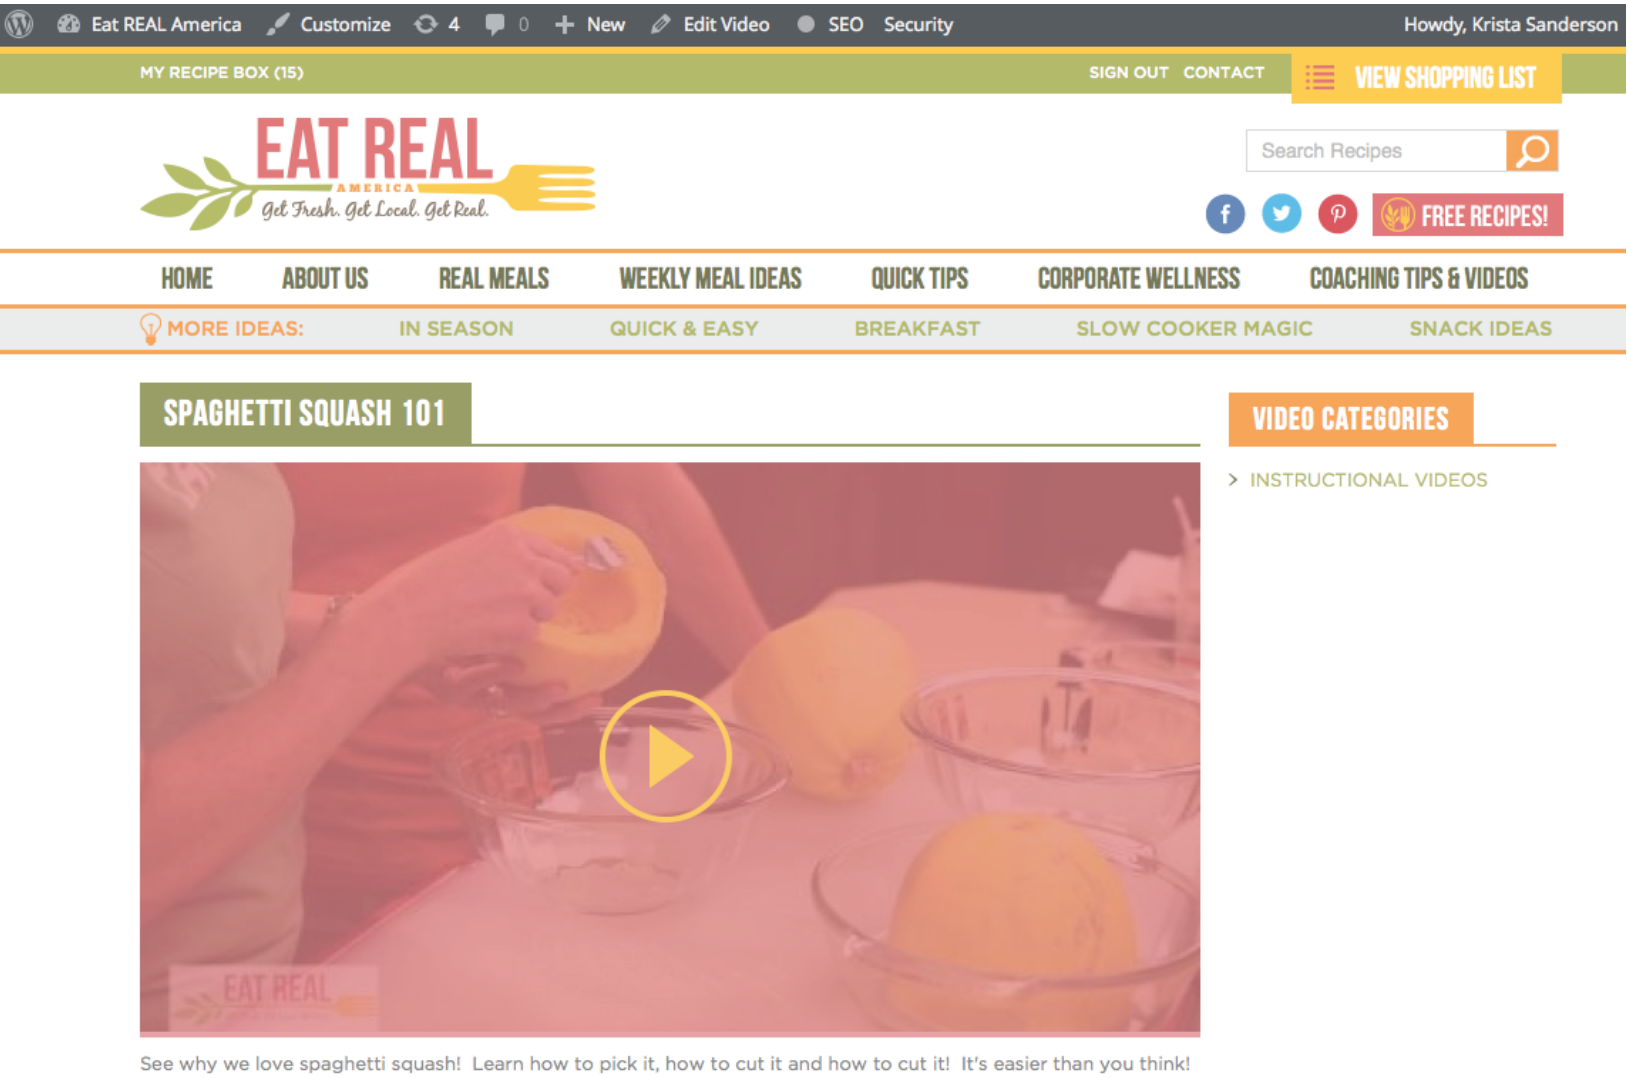 Eat REAL America Customize 4 0 New Edit Video SEO Security Howdy, Krista Sanderson
MY RECIPE BOX (15) SIGN OUT CONTACT VIEW SHOPPING LIST
EAT REAL
AMERICA
Get Fresh. Get Local. Get Real.
Search Recipes
FREE RECIPES!
HOME ABOUT US REAL MEALS WEEKLY MEAL IDEAS QUICK TIPS CORPORATE WELLNESS COACHING TIPS & VIDEOS
MORE IDEAS: IN SEASON QUICK & EASY BREAKFAST SLOW COOKER MAGIC SNACK IDEAS
SPAGHETTI SQUASH 101
VIDEO CATEGORIES
> INSTRUCTIONAL VIDEOS
EAT REAL
See why we love spaghetti squash! Learn how to pick it, how to cut it and how to cut it! It's easier than you think!